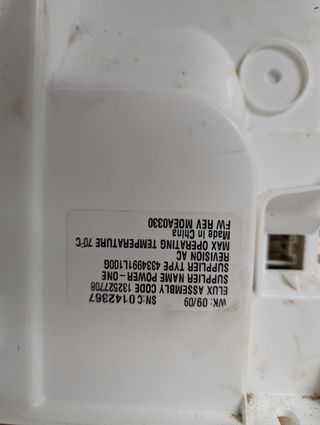 WK: 09/09 SN:C0142367
ELUX ASSEMBLY CODE 132527708
SUPPLIER NAME POWER -ONE
SUPPLIER TYPE 4334991L100G
REVISION AC
MAX OPERATING TEMPERATURE 70°C
Made in China
FW REV MOEA0330